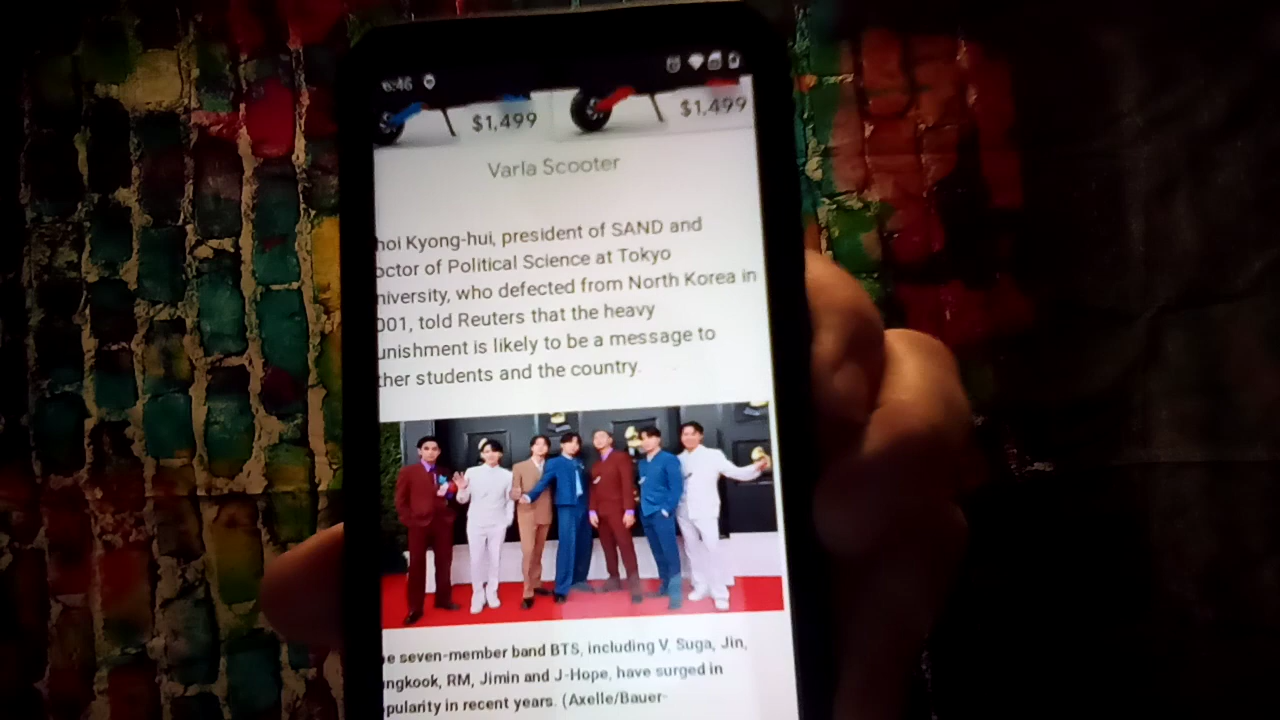 6:46
$1,499 $1,499
Varla Scooter
hoi Kyong-hui, president of SAND and
octor of Political Science at Tokyo
niversity, who defected from North Korea in
001, told Reuters that the heavy
unishment is likely to be a message to
ther students and the country.
e seven-member band BTS, including V, Suga, Jin,
ngkook, RM, Jimin and J-Hope, have surged in
pularity in recent years. (Axelle/Bauer-